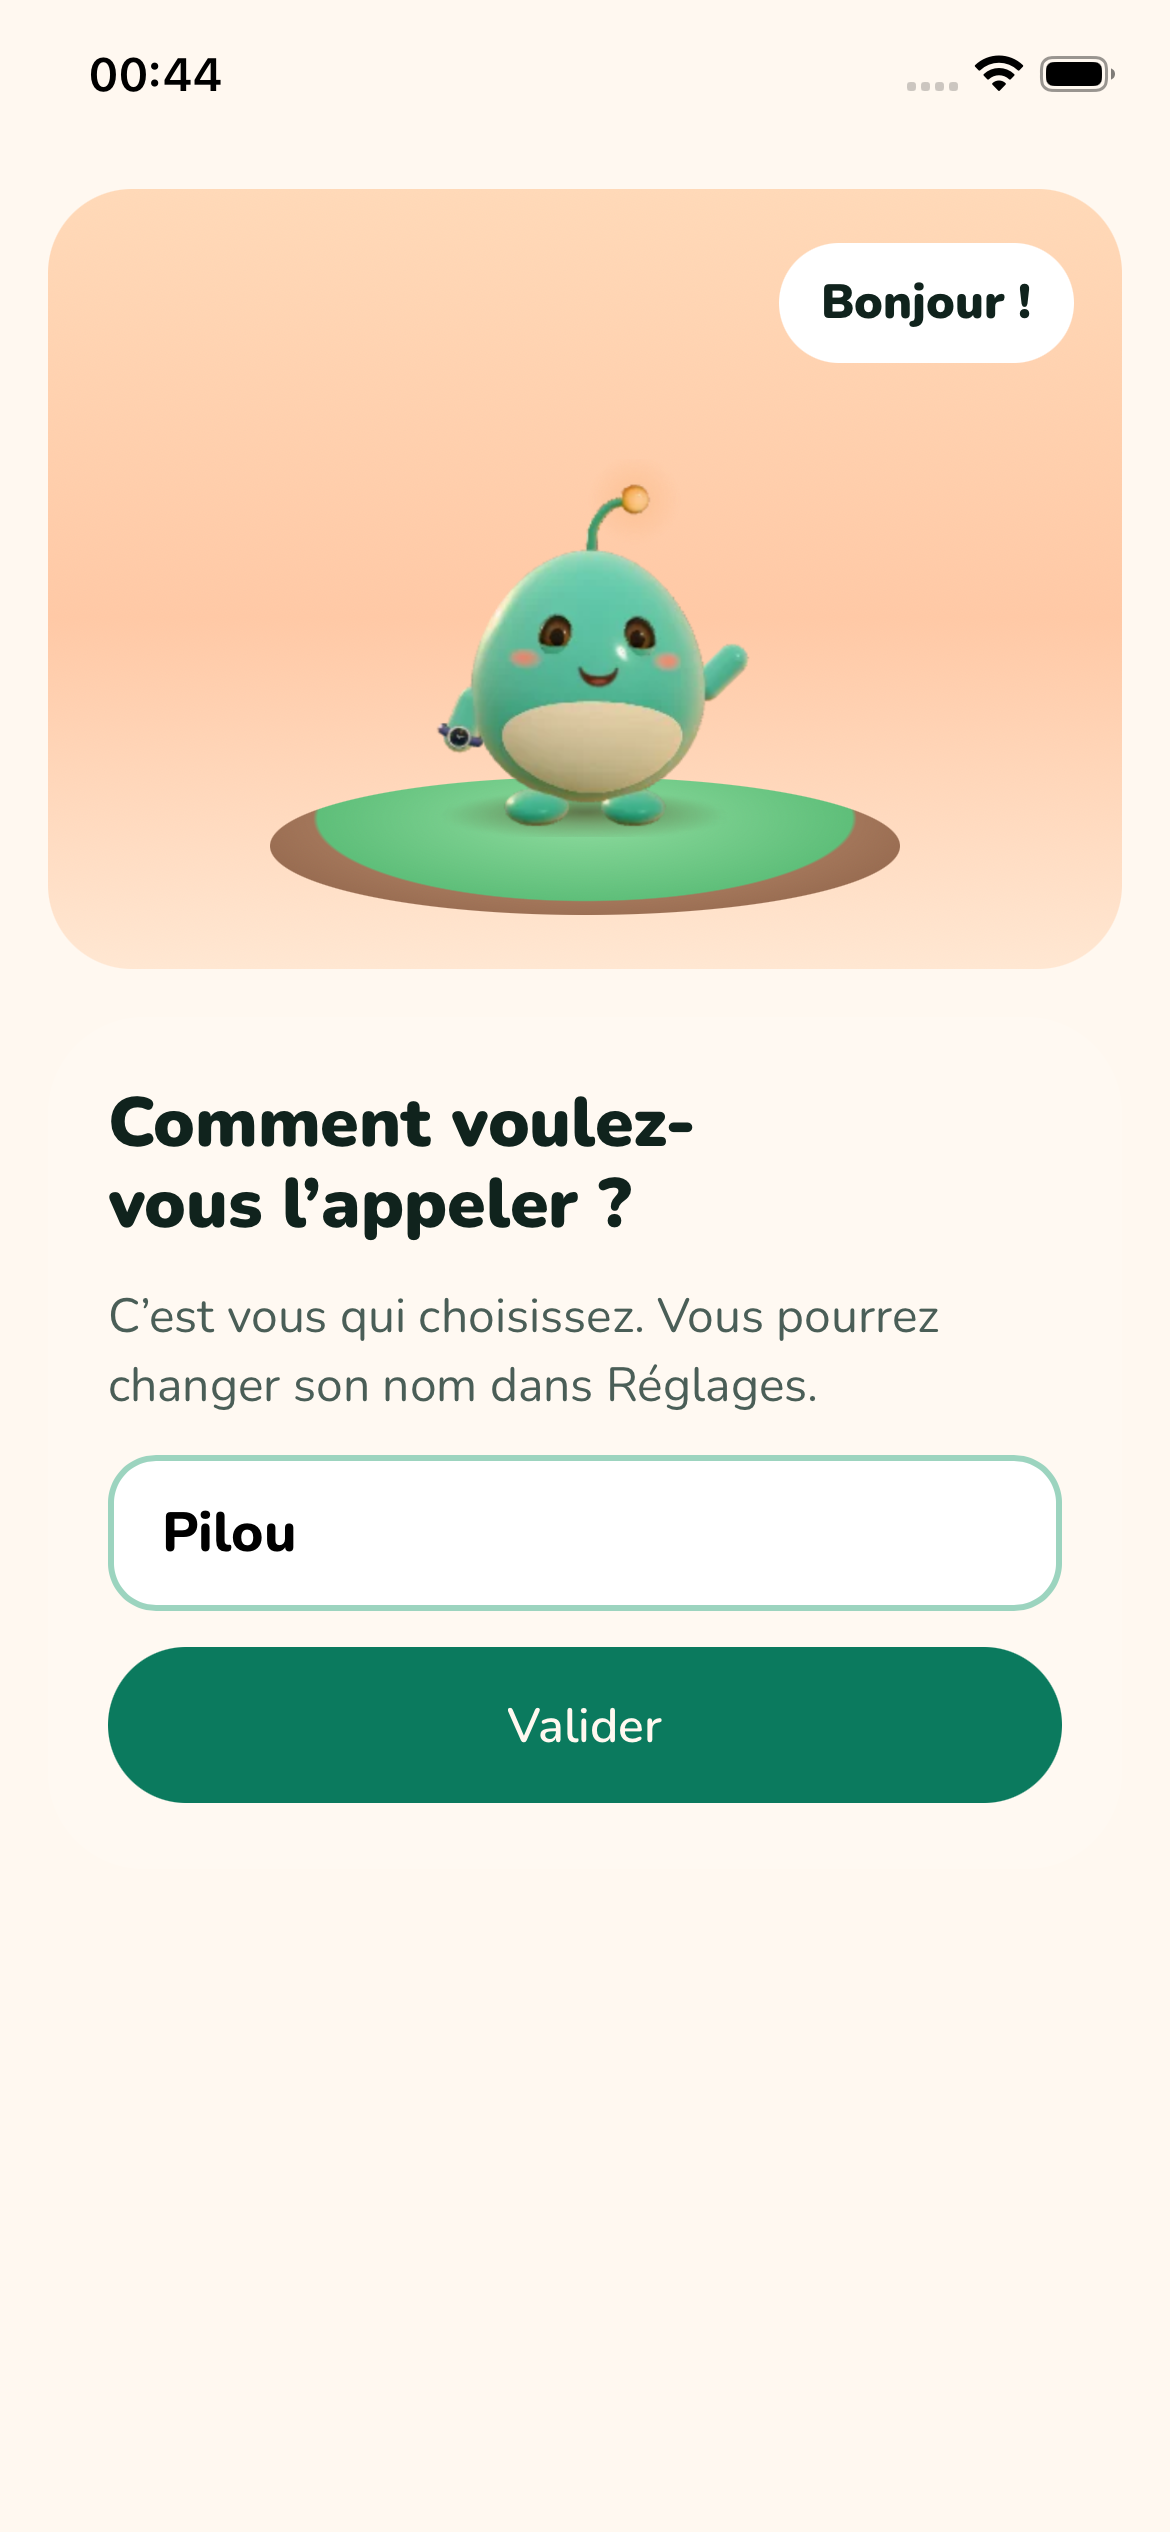 00:44
Bonjour !
Comment voulez-
vous l’appeler ?
C’est vous qui choisissez. Vous pourrez
changer son nom dans Réglages.
Pilou
Valider